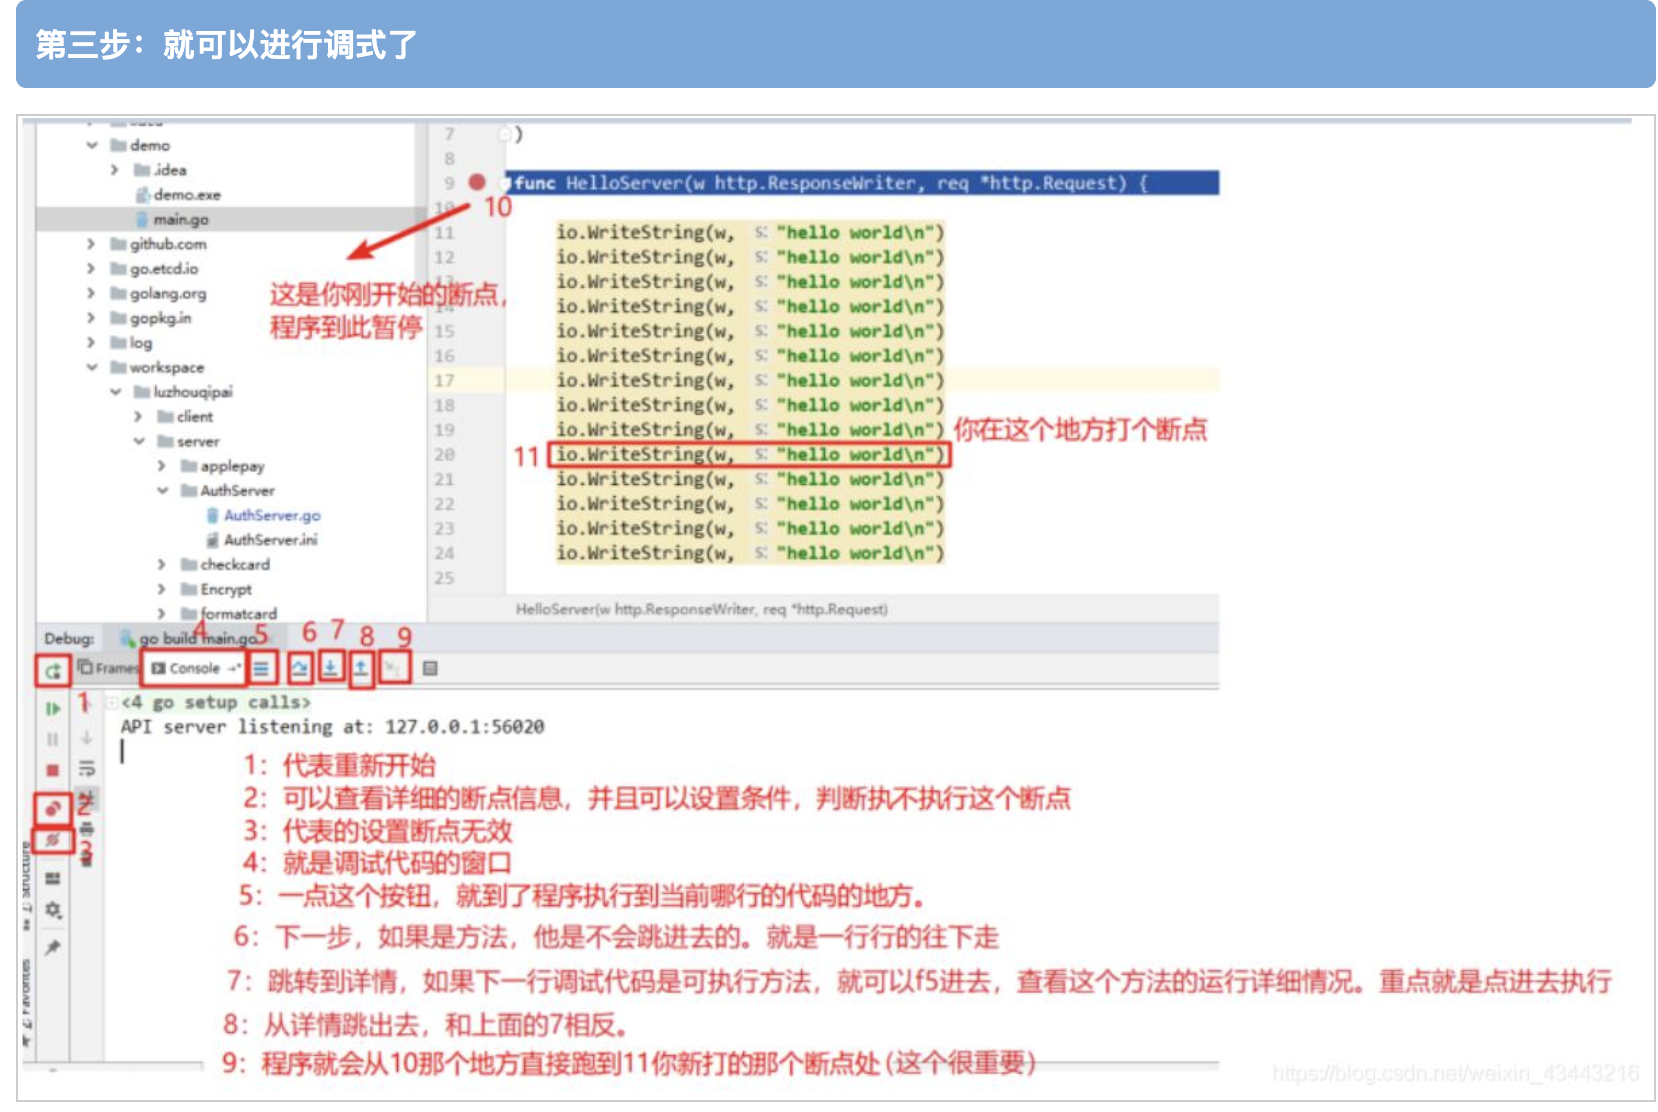 第三步：就可以进行调式了
demo
.idea
demo.exe
main.go
github.com
go.etcd.io
golang.org
gopkg.in
log
workspace
luzhouqipai
client
server
applepay
AuthServer
AuthServer.go
AuthServer.ini
checkcard
Encrypt
formatcard
7 )
8
9 func HelloServer(w http.ResponseWriter, req *http.Request) {
10
10
这是你刚开始的断点，
程序到此暂停
11 io.WriteString(w, s: "hello world\n")
12 io.WriteString(w, s: "hello world\n")
13 io.WriteString(w, s: "hello world\n")
14 io.WriteString(w, s: "hello world\n")
15 io.WriteString(w, s: "hello world\n")
16 io.WriteString(w, s: "hello world\n")
17 io.WriteString(w, s: "hello world\n")
18 io.WriteString(w, s: "hello world\n")
19 io.WriteString(w, s: "hello world\n") 你在这个地方打个断点
20 11 io.WriteString(w, s: "hello world\n")
21 io.WriteString(w, s: "hello world\n")
22 io.WriteString(w, s: "hello world\n")
23 io.WriteString(w, s: "hello world\n")
24 io.WriteString(w, s: "hello world\n")
25
HelloServer(w http.ResponseWriter, req *http.Request)
Debug: go build main.go
4 5 6 7 8 9
Frames Console
1
2
3
<4 go setup calls>
API server listening at: 127.0.0.1:56020
1：代表重新开始
2：可以查看详细的断点信息，并且可以设置条件，判断执不执行这个断点
3：代表的设置断点无效
4：就是调试代码的窗口
5：一点这个按钮，就到了程序执行到当前哪行的代码的地方。
6：下一步，如果是方法，他是不会跳进去的。就是一行行的往下走
7：跳转到详情，如果下一行调试代码是可执行方法，就可以f5进去，查看这个方法的运行详细情况。重点就是点进去执行
8：从详情跳出去，和上面的7相反。
9：程序就会从10那个地方直接跑到11你新打的那个断点处（这个很重要）
Structure
Favorites
https://blog.csdn.net/weixin_43443216